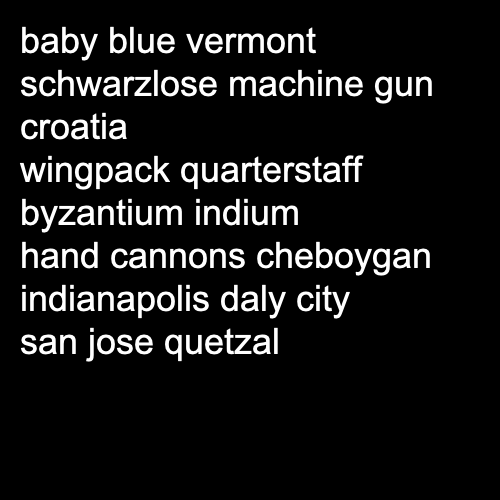 baby blue vermont
schwarzlose machine gun
croatia
wingpack quarterstaff
byzantium indium
hand cannons cheboygan
indianapolis daly city
san jose quetzal